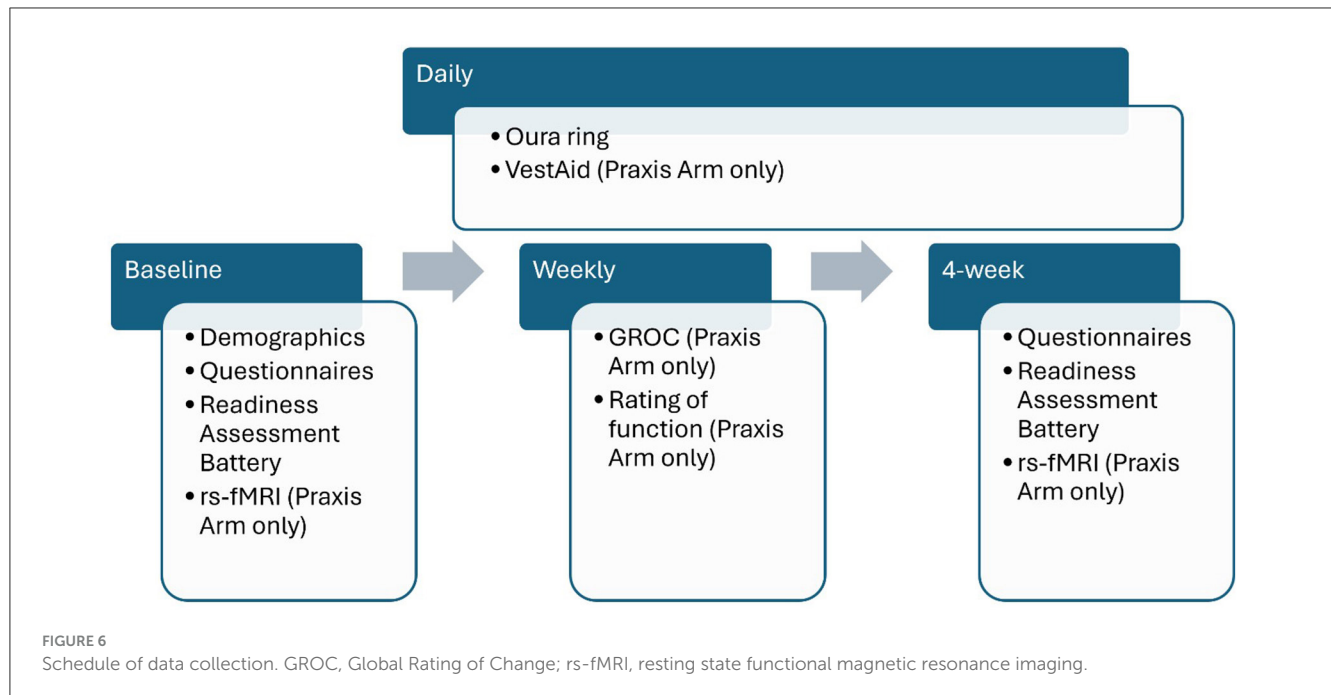 Daily
• Oura ring
• VestAid (Praxis Arm only)
Baseline
• Demographics
• Questionnaires
• Readiness
Assessment
Battery
• rs-fMRI (Praxis
Arm only)
Weekly
• GROC (Praxis
Arm only)
• Rating of
function (Praxis
Arm only)
4-week
• Questionnaires
• Readiness
Assessment
Battery
• rs-fMRI (Praxis
Arm only)
FIGURE 6
Schedule of data collection. GROC, Global Rating of Change; rs-fMRI, resting state functional magnetic resonance imaging.